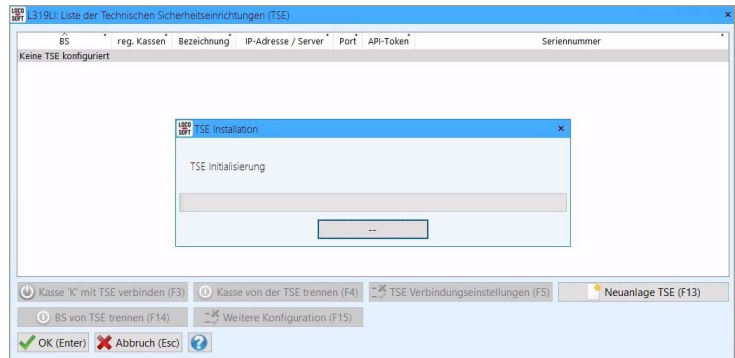 LOCO SOFT L319LI: Liste der Technischen Sicherheitseinrichtungen (TSE) ×
BS reg. Kassen Bezeichnung IP-Adresse / Server Port API-Token Seriennummer
Keine TSE konfiguriert
LOCO SOFT TSE Installation ×
TSE Initialisierung
--
Kasse 'K' mit TSE verbinden (F3) Kasse von der TSE trennen (F4) TSE Verbindungseinstellungen (F5) Neuanlage TSE (F13)
BS von TSE trennen (F14) Weitere Konfiguration (F15)
OK (Enter) Abbruch (Esc) ?